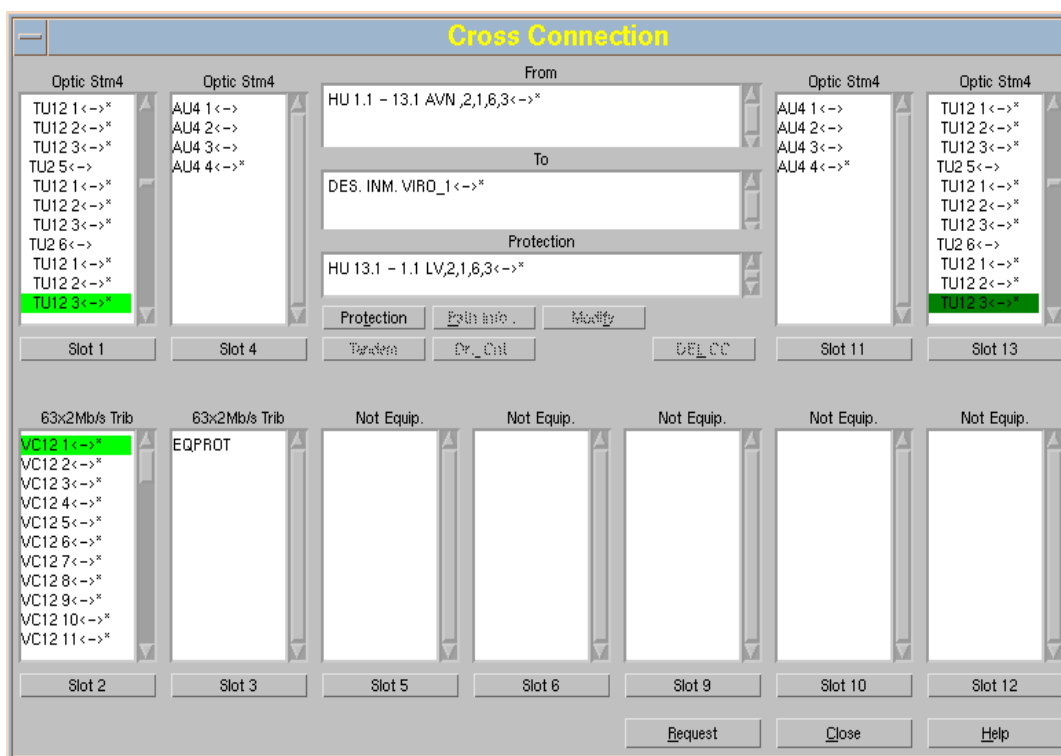 Cross Connection
Optic Stm4
TU12 1<->*
TU12 2<->*
TU12 3<->*
TU2 5<->
TU12 1<->*
TU12 2<->*
TU12 3<->*
TU2 6<->
TU12 1<->*
TU12 2<->*
TU12 3<->*
Slot 1
Optic Stm4
AU4 1<->
AU4 2<->
AU4 3<->
AU4 4<->*
Slot 4
From
HU 1.1 - 13.1 AVN ,2,1,6,3<->*
To
DES. INM. VIRO_1<->*
Protection
HU 13.1 - 1.1 LV,2,1,6,3<->*
Protection
Path Info .
Modify
Tandem
Dr._Cnt
DEL CC
Optic Stm4
AU4 1<->
AU4 2<->
AU4 3<->
AU4 4<->*
Slot 11
Optic Stm4
TU12 1<->*
TU12 2<->*
TU12 3<->*
TU2 5<->
TU12 1<->*
TU12 2<->*
TU12 3<->*
TU2 6<->
TU12 1<->*
TU12 2<->*
TU12 3<->*
Slot 13
63x2Mb/s Trib
VC12 1<->*
VC12 2<->*
VC12 3<->*
VC12 4<->*
VC12 5<->*
VC12 6<->*
VC12 7<->*
VC12 8<->*
VC12 9<->*
VC12 10<->*
VC12 11<->*
Slot 2
63x2Mb/s Trib
EQPROT
Slot 3
Not Equip.
Slot 5
Not Equip.
Slot 6
Not Equip.
Slot 9
Not Equip.
Slot 10
Not Equip.
Slot 12
Request
Close
Help